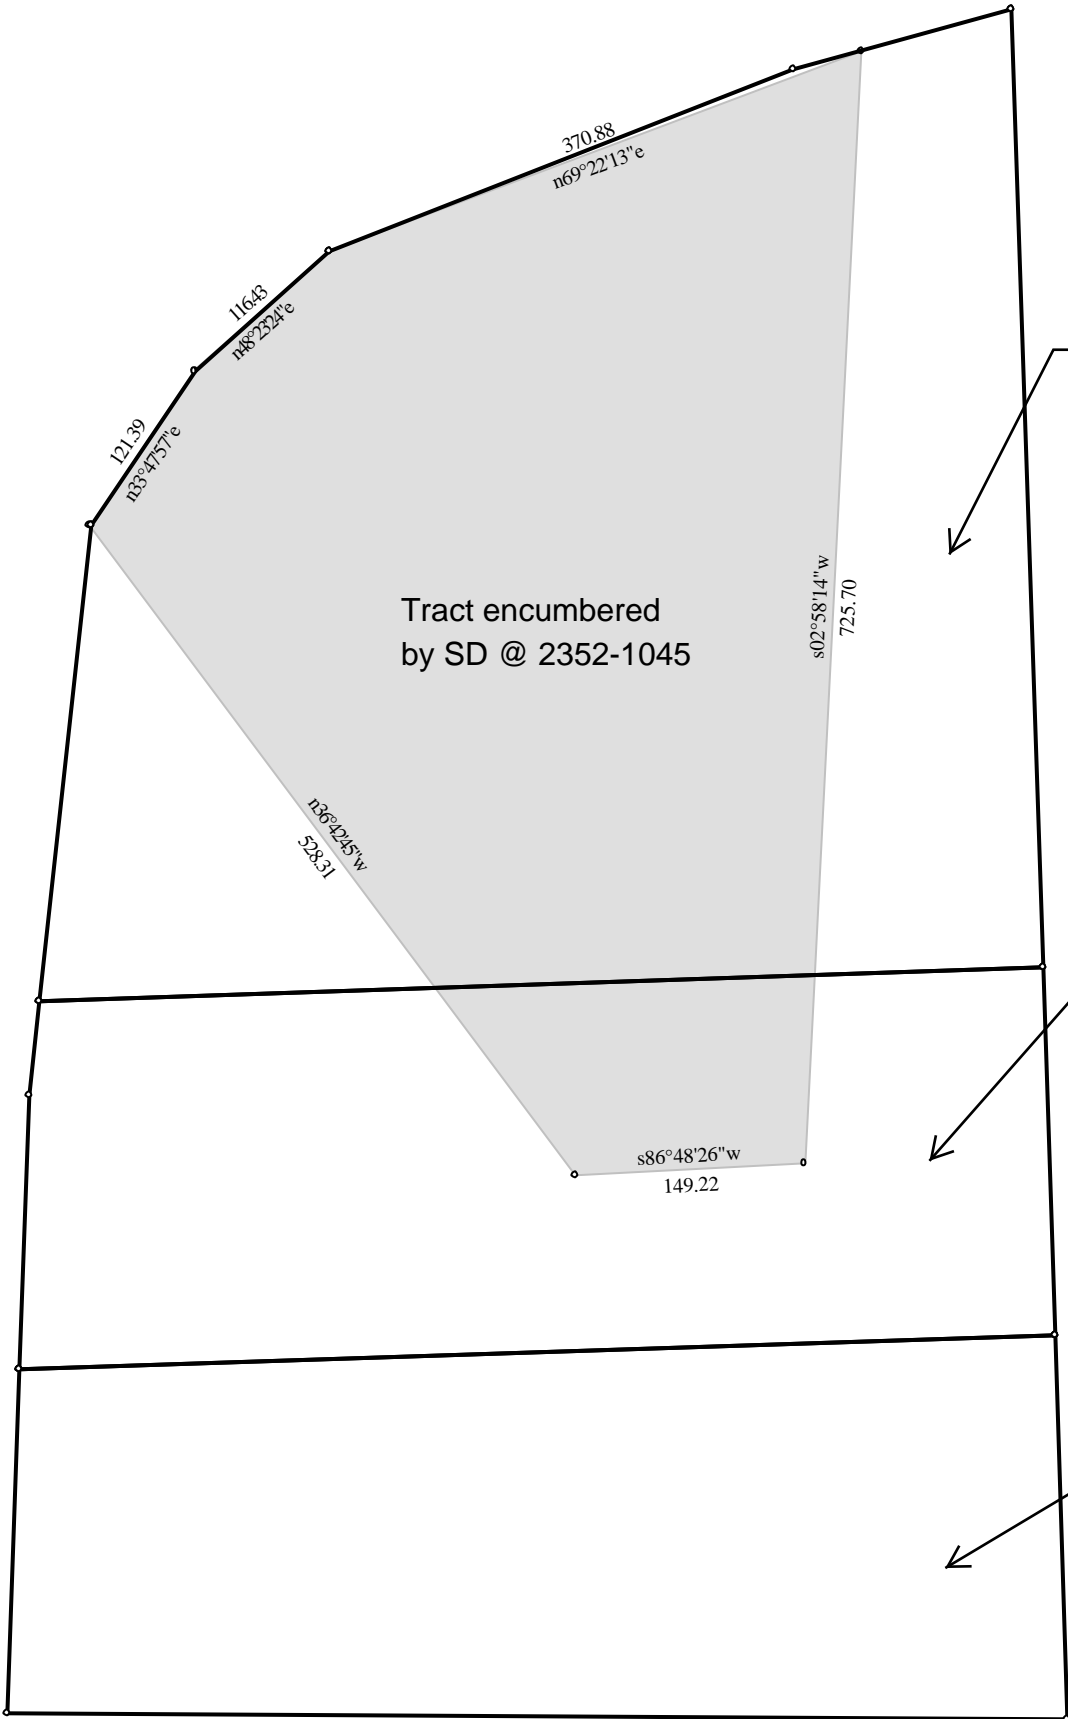 370.88
n69°22'13"e
116.43
n48°23'24"e
121.39
n33°47'57"e
s02°58'14"w
725.70
Tract encumbered
by SD @ 2352-1045
n36°42'45"w
528.31
s86°48'26"w
149.22